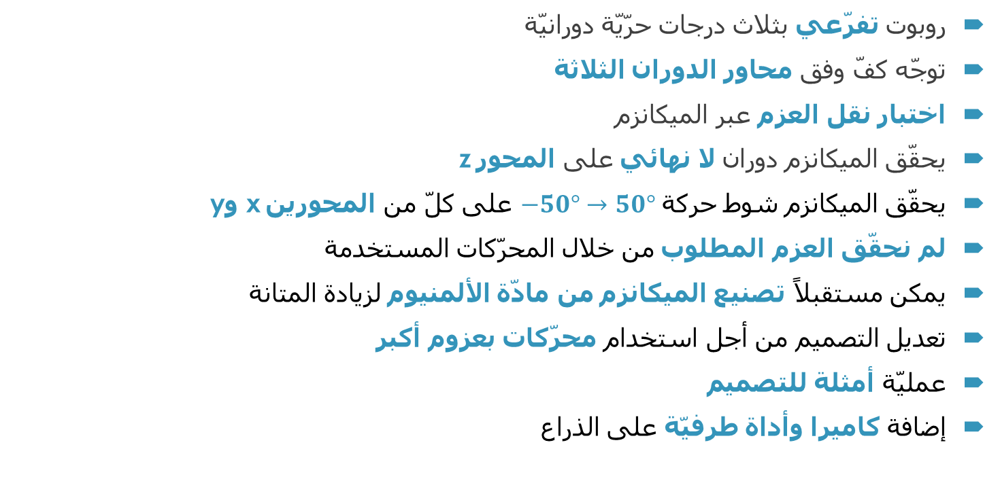 روبوت تفرّعي بثلاث درجات حرّيّة دورانيّة
توجّه كفّ وفق محاور الدوران الثلاثة
اختبار نقل العزم عبر الميكانزم
يحقّق الميكانزم دوران لا نهائي على المحور z
يحقّق الميكانزم شوط حركة −50° → 50° على كلّ من المحورين x وy
لم نحقّق العزم المطلوب من خلال المحرّكات المستخدمة
يمكن مستقبلاً تصنيع الميكانزم من مادّة الألمنيوم لزيادة المتانة
تعديل التصميم من أجل استخدام محرّكات بعزوم أكبر
عمليّة أمثلة للتصميم
إضافة كاميرا وأداة طرفيّة على الذراع